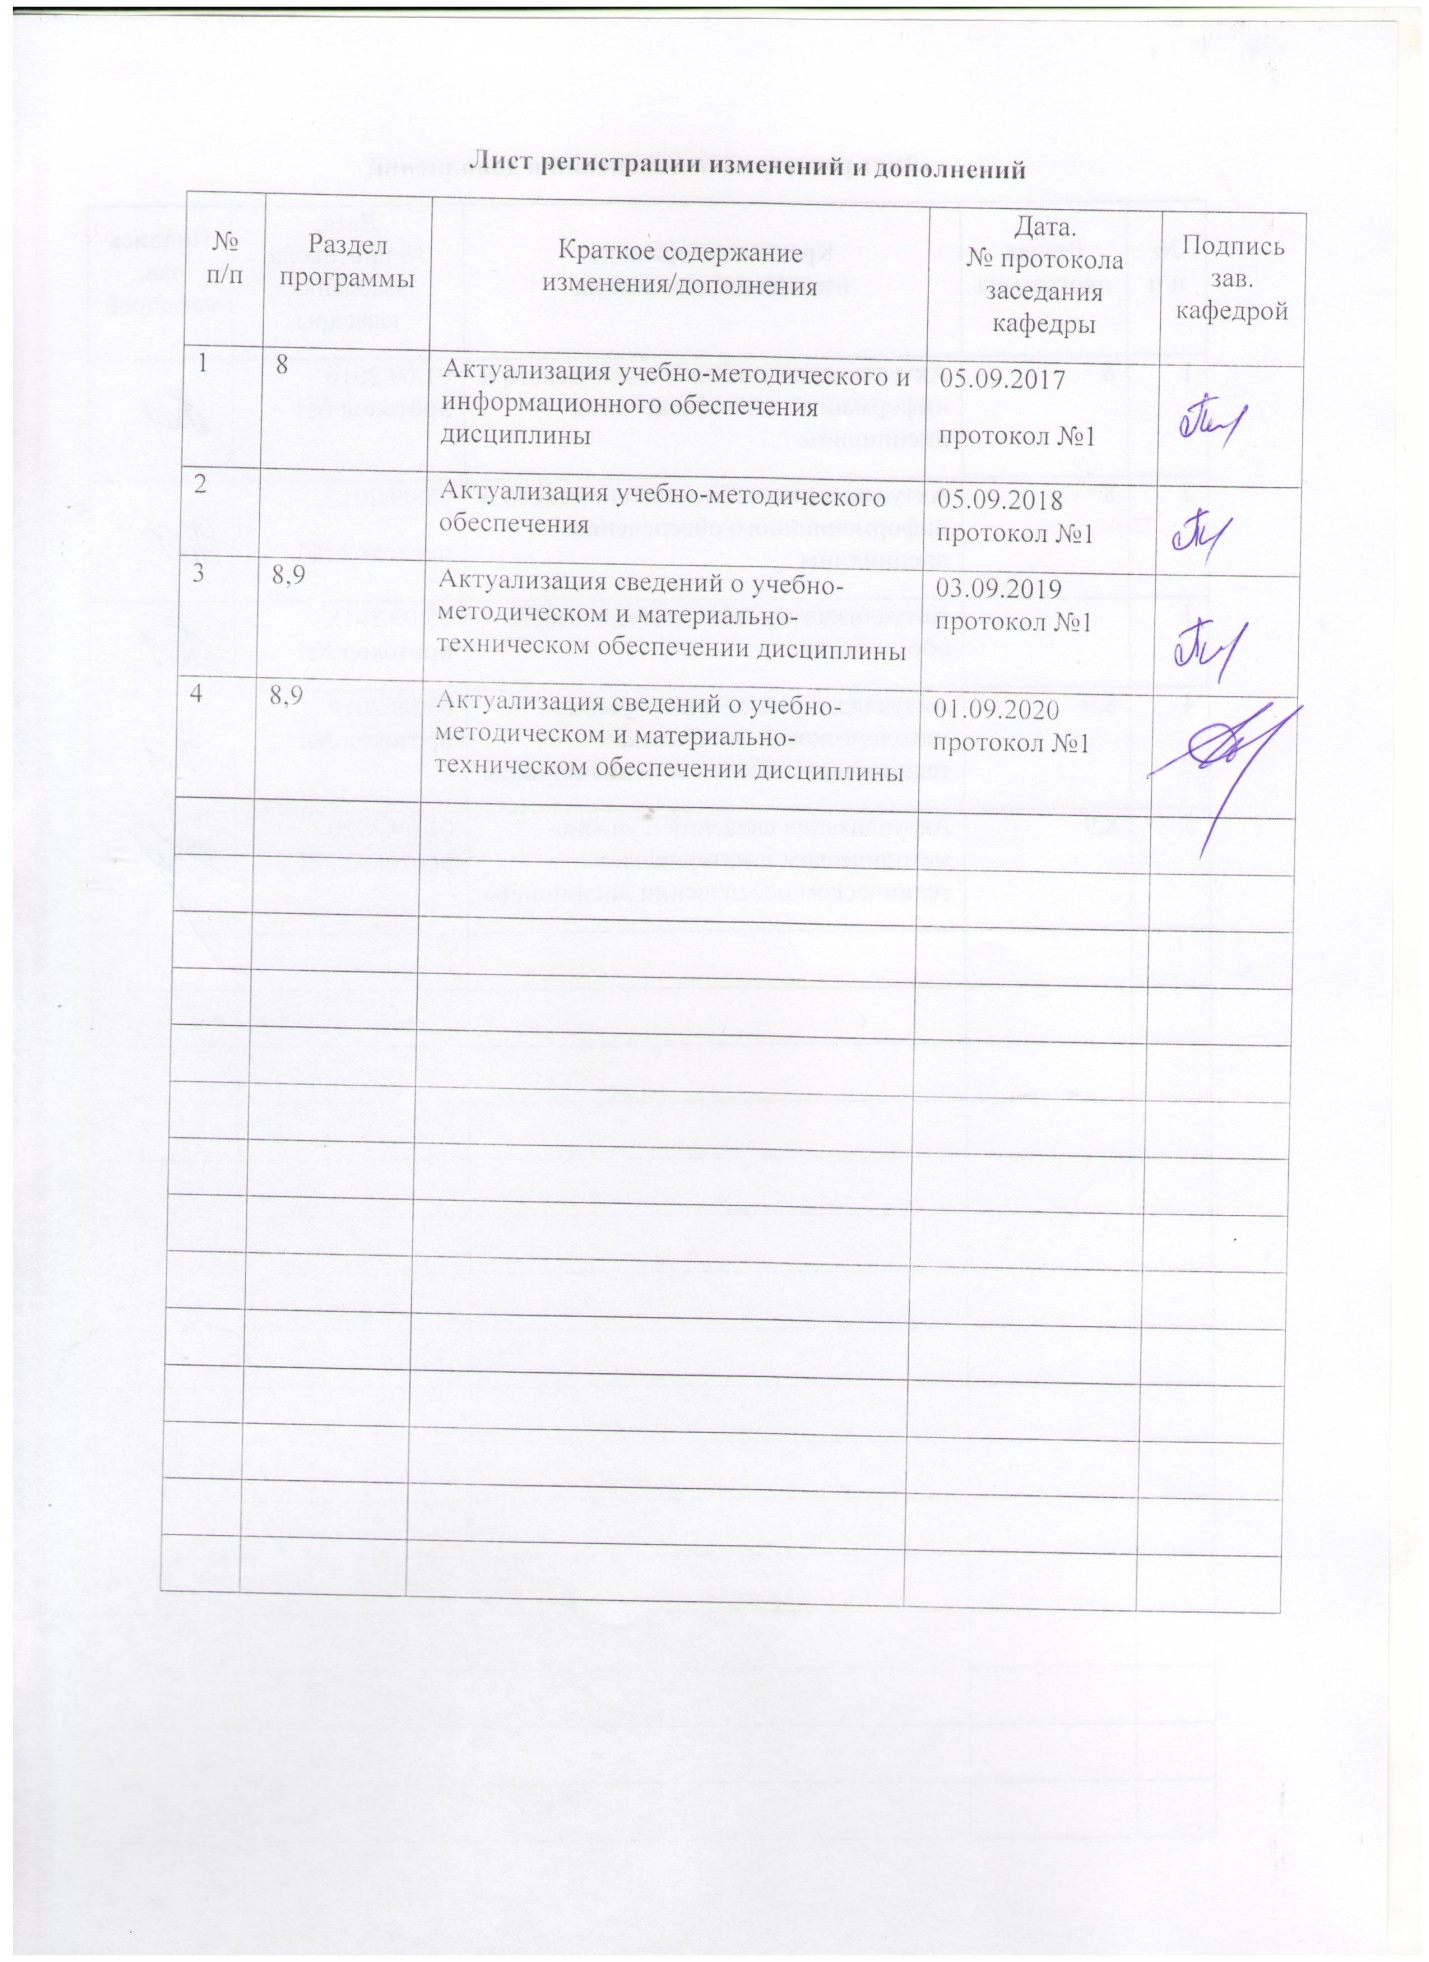 Лист регистрации изменений и дополнений
№
п/п
Раздел
программы
Краткое содержание
изменения/дополнения
Дата.
№ протокола
заседания
кафедры
Подпись
зав.
кафедрой
1
8
Актуализация учебно-методического и
информационного обеспечения
дисциплины
05.09.2017
протокол №1
2
Актуализация учебно-методического
обеспечения
05.09.2018
протокол №1
3
8,9
Актуализация сведений о учебно-
методическом и материально-
техническом обеспечении дисциплины
03.09.2019
протокол №1
4
8,9
Актуализация сведений о учебно-
методическом и материально-
техническом обеспечении дисциплины
01.09.2020
протокол №1